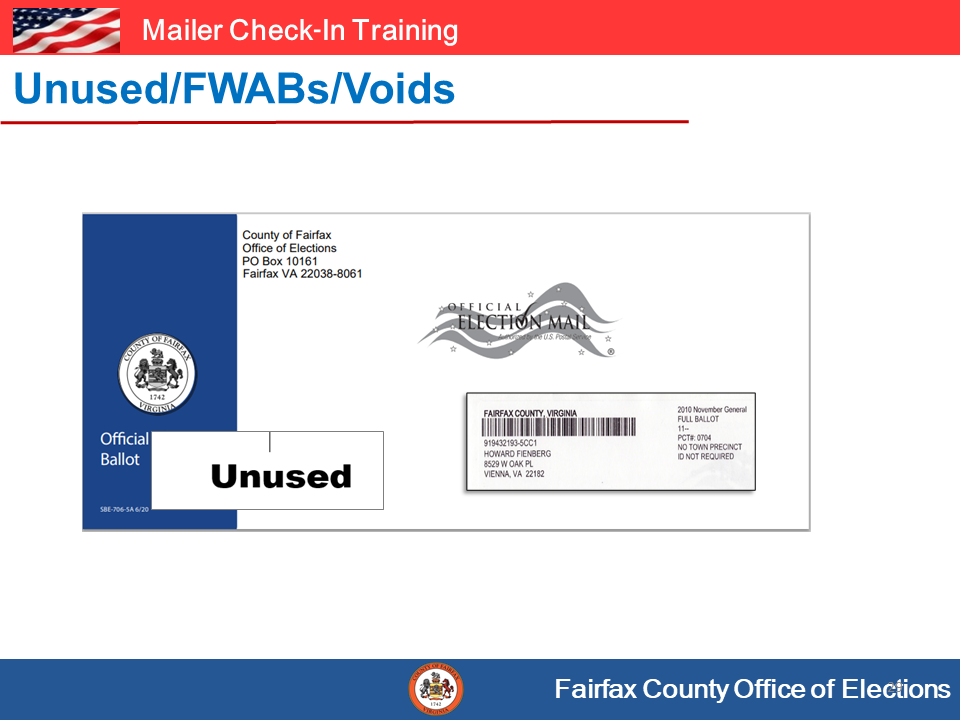 Mailer Check-In Training
Unused/FWABs/Voids
County of Fairfax
Office of Elections
PO Box 10161
Fairfax VA 22038-8061
OFFICIAL
ELECTION MAIL
Authorized by the U.S. Postal Service
®
COUNTY OF FAIRFAX
1742
VIRGINIA
Official
Ballot
Unused
SBE-706-5A 6/20
FAIRFAX COUNTY, VIRGINIA
919432193-5CC1
HOWARD FIENBERG
8529 W OAK PL
VIENNA, VA 22182
2010 November General
FULL BALLOT
11--
PCT#: 0704
NO TOWN PRECINCT
ID NOT REQUIRED
COUNTY OF FAIRFAX
1742
VIRGINIA
Fairfax County Office of Elections